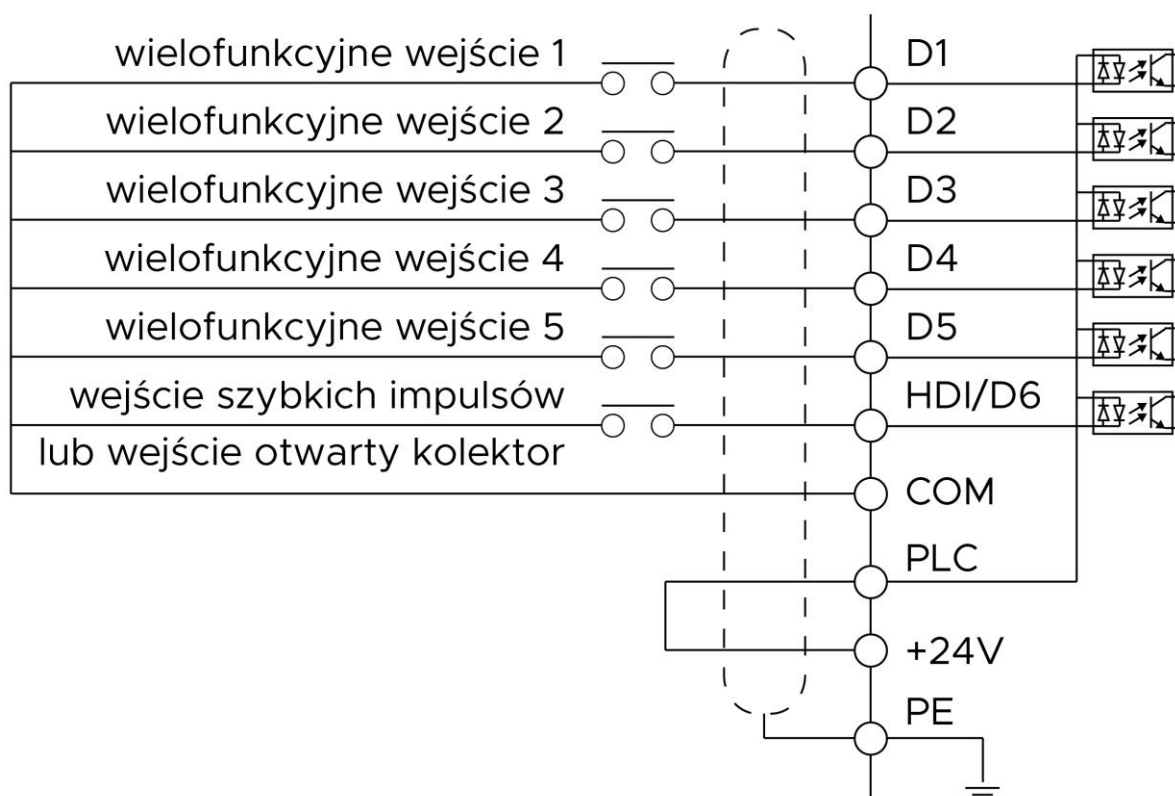 wielofunkcyjne wejście 1
D1
wielofunkcyjne wejście 2
D2
wielofunkcyjne wejście 3
D3
wielofunkcyjne wejście 4
D4
wielofunkcyjne wejście 5
D5
wejście szybkich impulsów
HDI/D6
lub wejście otwarty kolektor
COM
PLC
+24V
PE